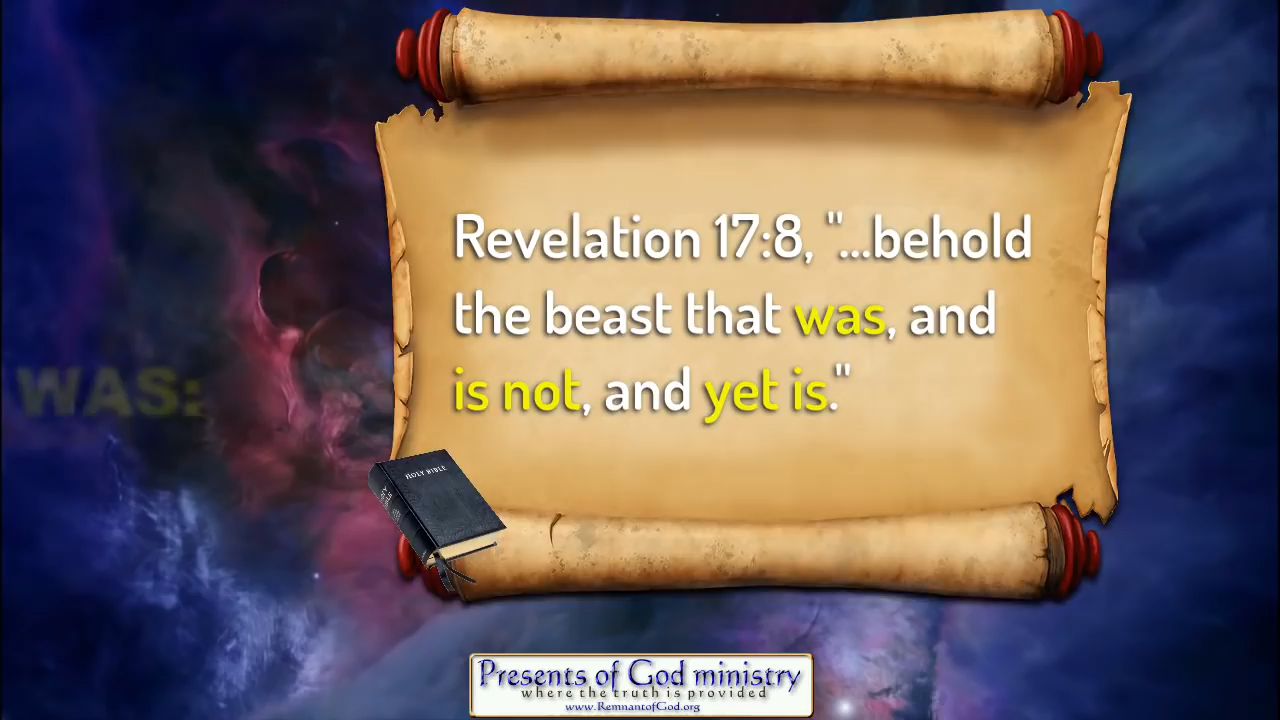 Revelation 17:8, "...behold
the beast that was, and
is not, and yet is."
WAS:
HOLY BIBLE
Presents of God ministry
where the truth is provided
www.RemnantofGod.org